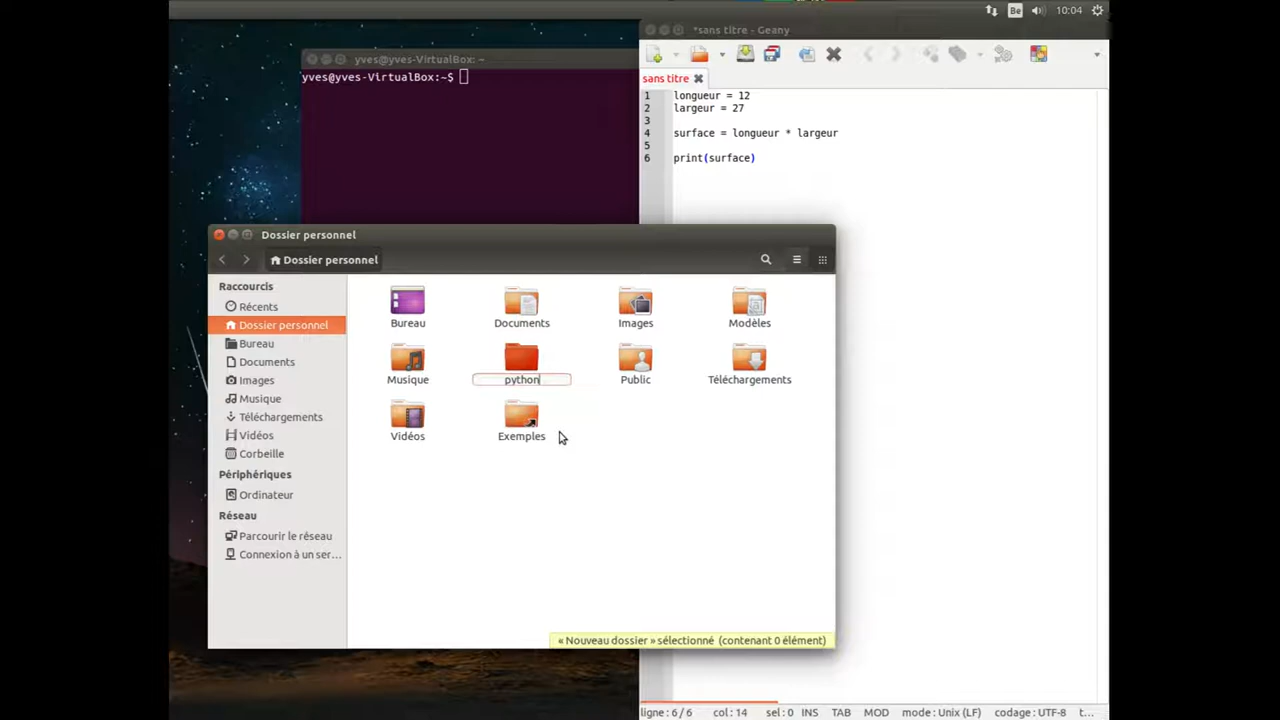 Be
10:04
*sans titre - Geany
yves@yves-VirtualBox: ~
yves@yves-VirtualBox:~$
sans titre
1 longueur = 12
2 largeur = 27
3
4 surface = longueur * largeur
5
6 print(surface)
Dossier personnel
Dossier personnel
Raccourcis
Récents
Dossier personnel
Bureau
Documents
Images
Musique
Téléchargements
Vidéos
Corbeille
Périphériques
Ordinateur
Réseau
Parcourir le réseau
Connexion à un ser...
Bureau
Documents
Images
Modèles
Musique
python
Public
Téléchargements
Vidéos
Exemples
« Nouveau dossier » sélectionné (contenant 0 élément)
ligne : 6 / 6 col : 14 sel : 0 INS TAB MOD mode : Unix (LF) codage : UTF-8 t...